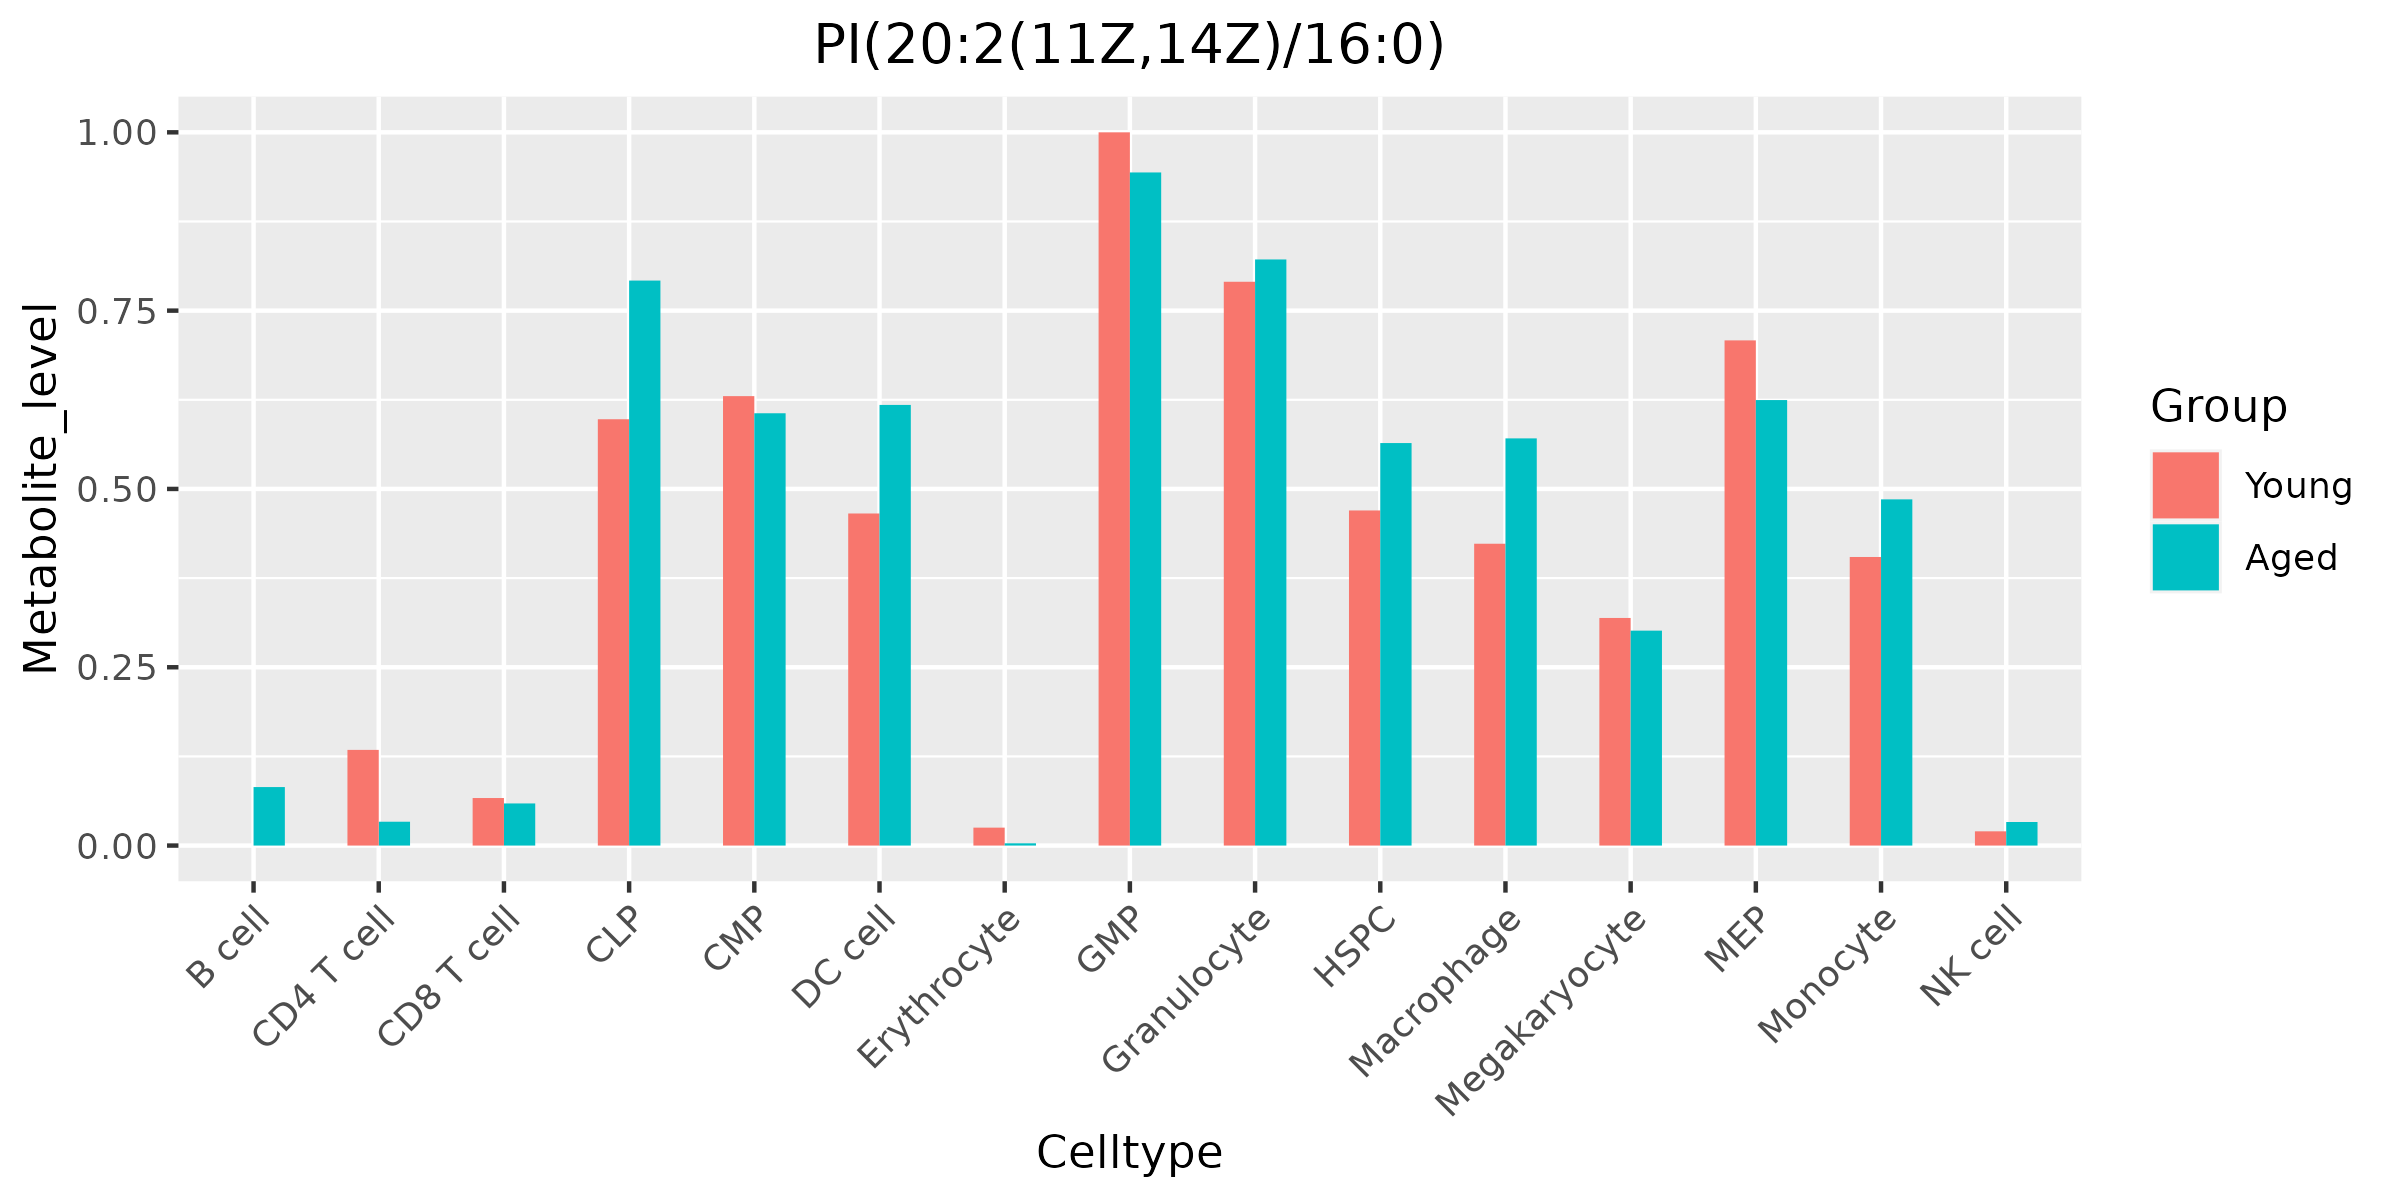 PI(20:2(11Z,14Z)/16:0)
Metabolite_level
1.00
0.75
0.50
0.25
0.00
B cell
CD4 T cell
CD8 T cell
CLP
CMP
DC cell
Erythrocyte
GMP
Granulocyte
HSPC
Macrophage
Megakaryocyte
MEP
Monocyte
NK cell
Celltype
Group
Young
Aged